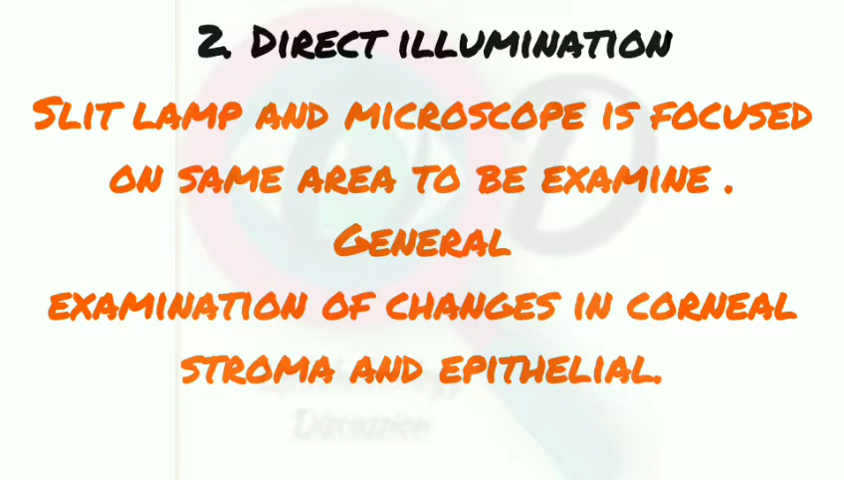 2. Direct illumination
Slit lamp and microscope is focused
on same area to be examine .
General
examination of changes in corneal
stroma and epithelial.
Discussion